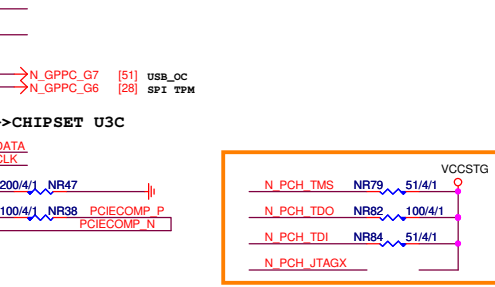 N_GPPC_G7 [51] USB_OC
N_GPPC_G6 [28] SPI TPM
>CHIPSET U3C
DATA
CLK
200/4/1 NR47
100/4/1 NR38 PCIECOMP_P
PCIECOMP_N
VCCSTG
N_PCH_TMS NR79 51/4/1
N_PCH_TDO NR82 100/4/1
N_PCH_TDI NR84 51/4/1
N_PCH_JTAGX